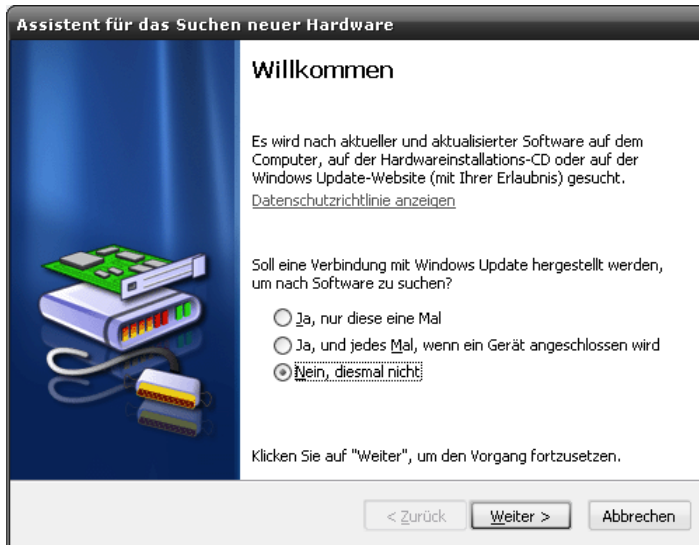 Assistent für das Suchen neuer Hardware
Willkommen
Es wird nach aktueller und aktualisierter Software auf dem
Computer, auf der Hardwareinstallations-CD oder auf der
Windows Update-Website (mit Ihrer Erlaubnis) gesucht.
Datenschutzrichtlinie anzeigen
Soll eine Verbindung mit Windows Update hergestellt werden,
um nach Software zu suchen?
Ja, nur diese eine Mal
Ja, und jedes Mal, wenn ein Gerät angeschlossen wird
Nein, diesmal nicht
Klicken Sie auf "Weiter", um den Vorgang fortzusetzen.
< Zurück
Weiter >
Abbrechen